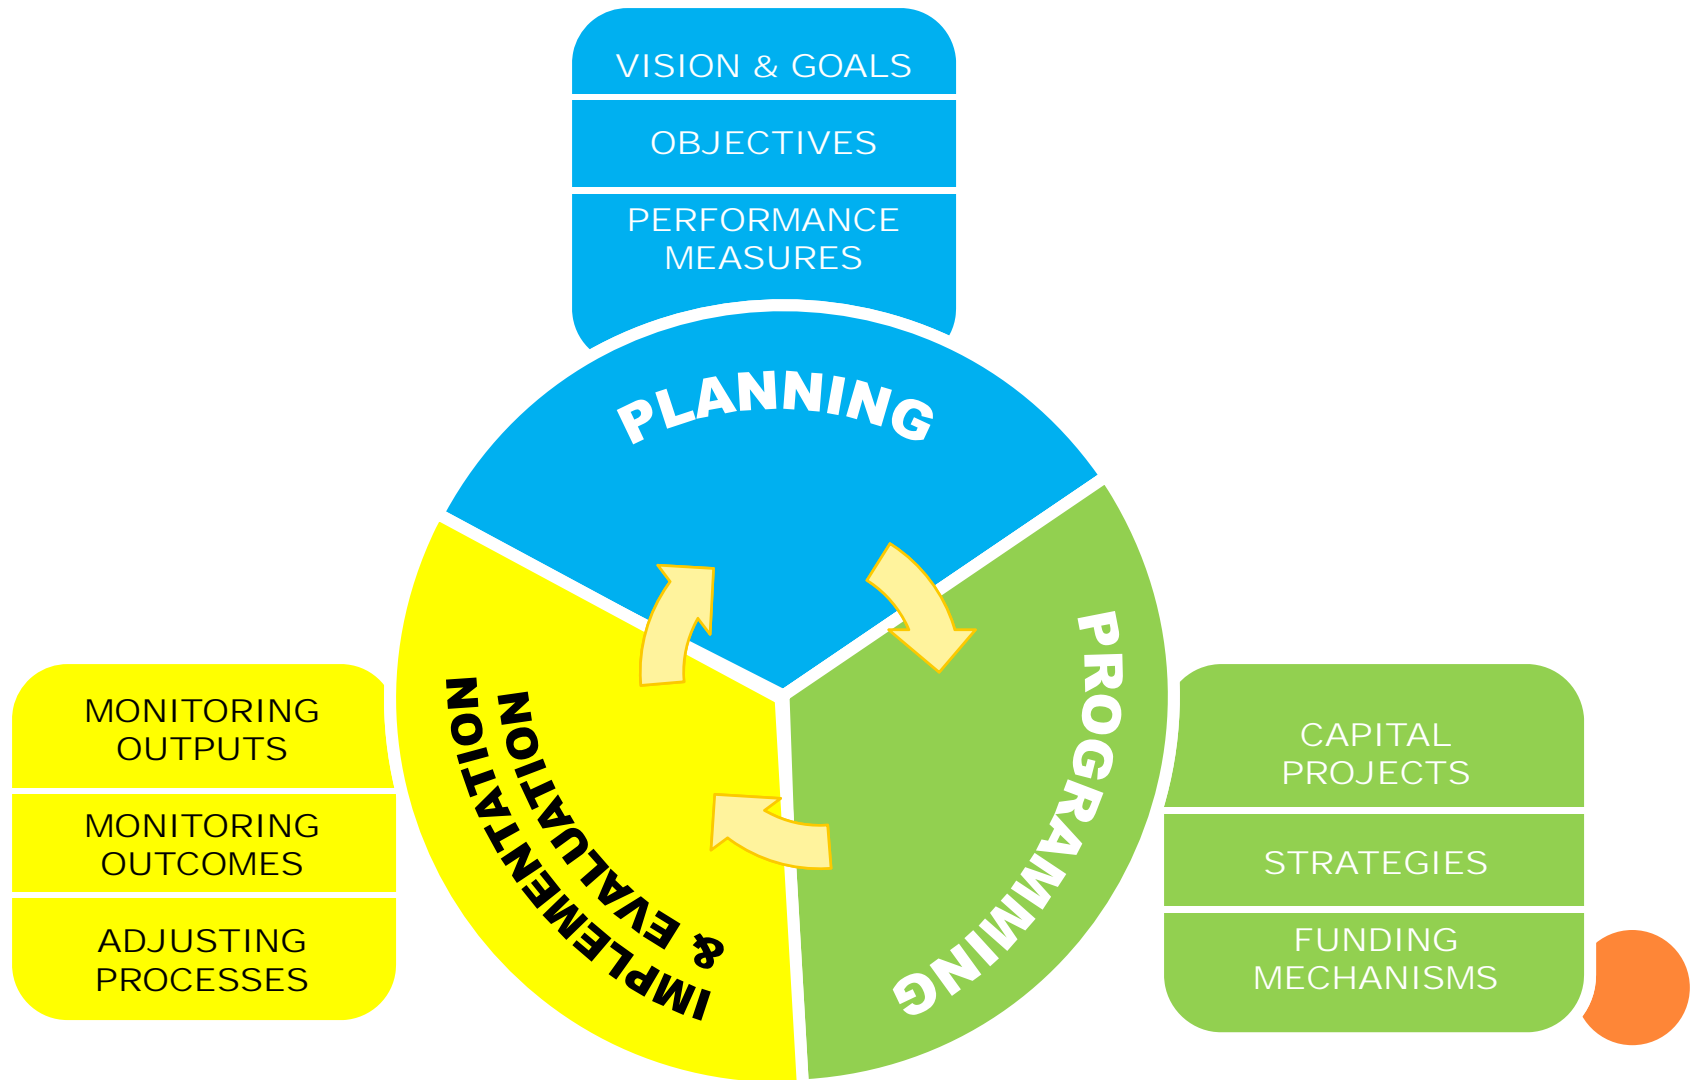 VISION & GOALS
OBJECTIVES
PERFORMANCE
MEASURES
PLANNING
PROGRAMMING
CAPITAL
PROJECTS
STRATEGIES
FUNDING
MECHANISMS
IMPLEMENTATION
& EVALUATION
MONITORING
OUTPUTS
MONITORING
OUTCOMES
ADJUSTING
PROCESSES